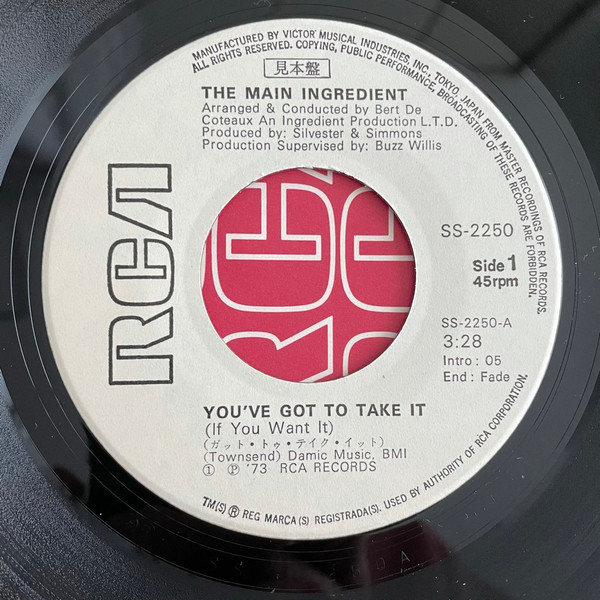 MANUFACTURED BY VICTOR MUSICAL INDUSTRIES, INC., TOKYO, JAPAN FROM MASTER RECORDINGS OF RCA RECORDS.
ALL RIGHTS RESERVED. COPYING, PUBLIC PERFORMANCE, BROADCASTING OF THESE RECORDS ARE FORBIDDEN.
見本盤
THE MAIN INGREDIENT
Arranged & Conducted by Bert De
Coteaux An Ingredient Production L.T.D.
Produced by: Silvester & Simmons
Production Supervised by: Buzz Willis
RCA
SS-2250
Side 1
45rpm
SS-2250-A
3:28
Intro : 05
End : Fade
YOU'VE GOT TO TAKE IT
(If You Want It)
(ガット・トゥ・テイク・イット)
(Townsend) Damic Music, BMI
① Ⓟ '73 RCA RECORDS
TM(S) ® REG MARCA(S) REGISTRADA(S). USED BY AUTHORITY OF RCA CORPORATION.